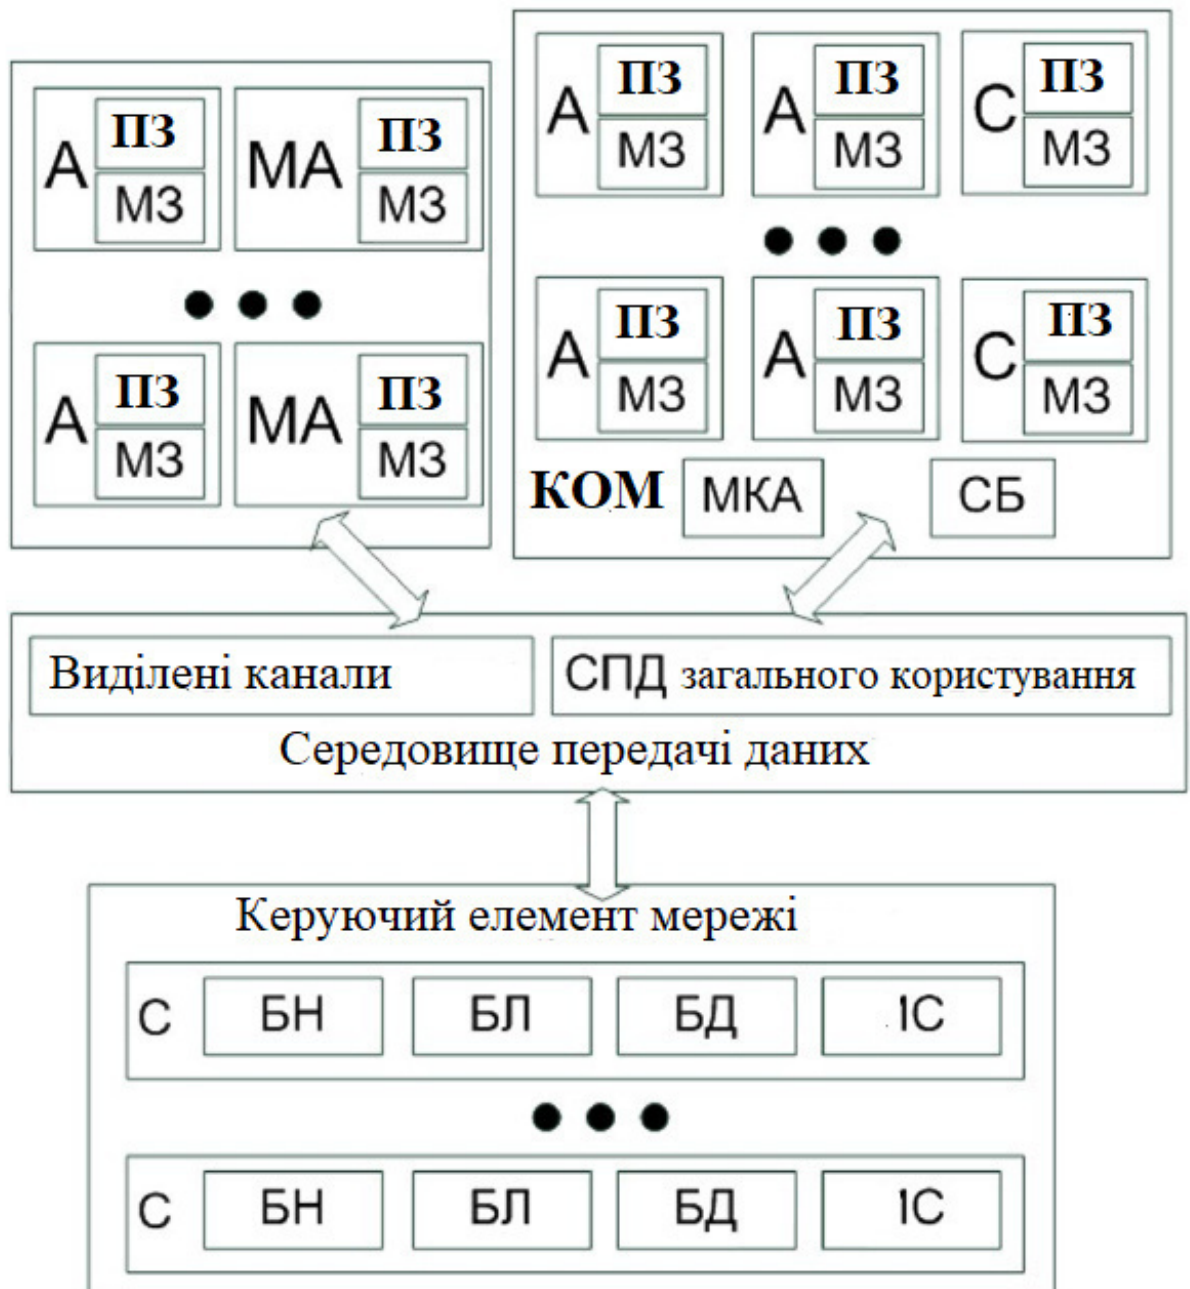 А ПЗ МЗ МА ПЗ МЗ
А ПЗ МЗ МА ПЗ МЗ
А ПЗ МЗ А ПЗ МЗ С ПЗ МЗ
А ПЗ МЗ А ПЗ МЗ С ПЗ МЗ
КОМ МКА СБ
Виділені канали СПД загального користування
Середовище передачі даних
Керуючий елемент мережі
С БН БЛ БД ІС
С БН БЛ БД ІС